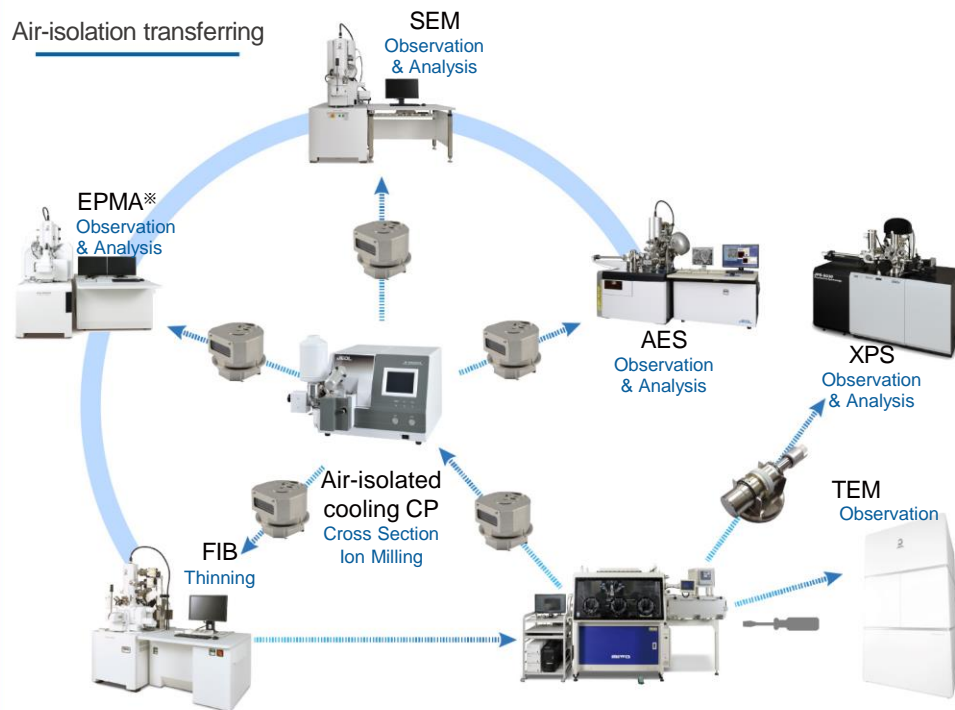 Air-isolation transferring
SEM
Observation
& Analysis
EPMA※
Observation
& Analysis
JEOL
AES
Observation
& Analysis
XPS
Observation
& Analysis
Air-isolated
cooling CP
Cross Section
Ion Milling
TEM
Observation
FIB
Thinning